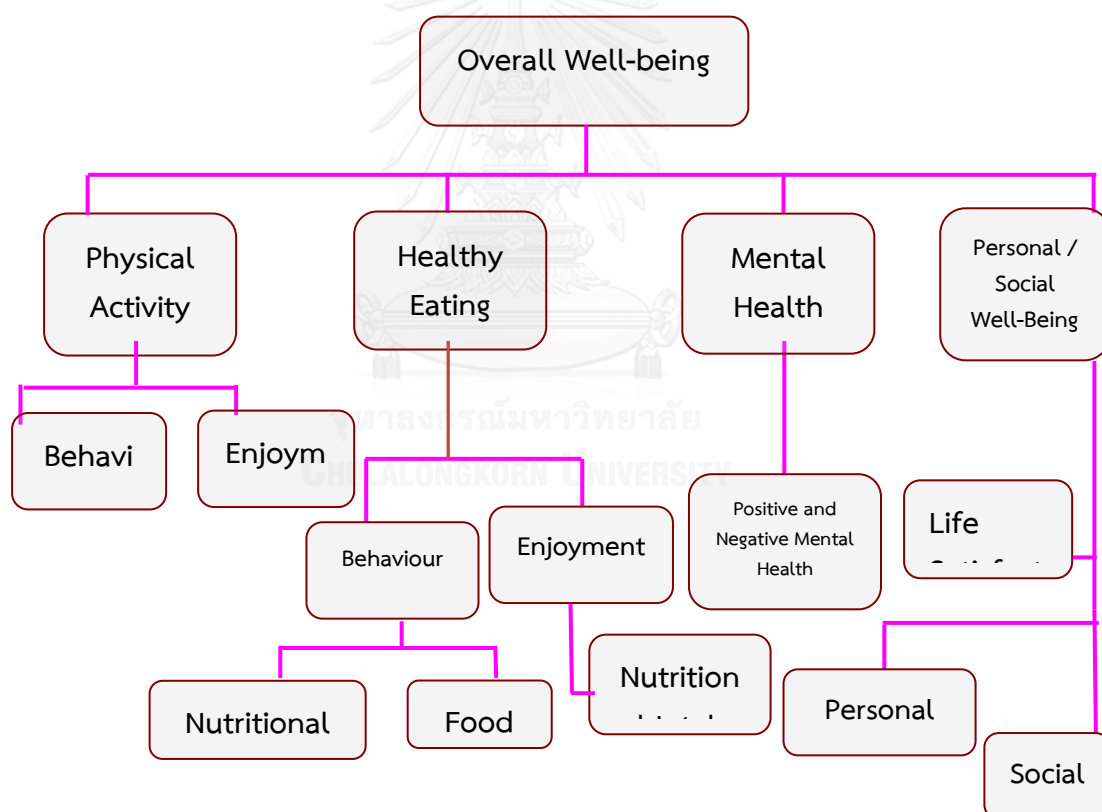 Overall Well-being
Physical
Activity
Healthy
Eating
Mental
Health
Personal /
Social
Well-Being
Behavi
Enjoym
จุฬาลงกรณ์มหาวิทยาลัย
CHULALONGKORN UNIVERSITY
Behaviour
Enjoyment
Positive and
Negative Mental
Health
Life
Nutritional
Food
Nutrition
Personal
Social